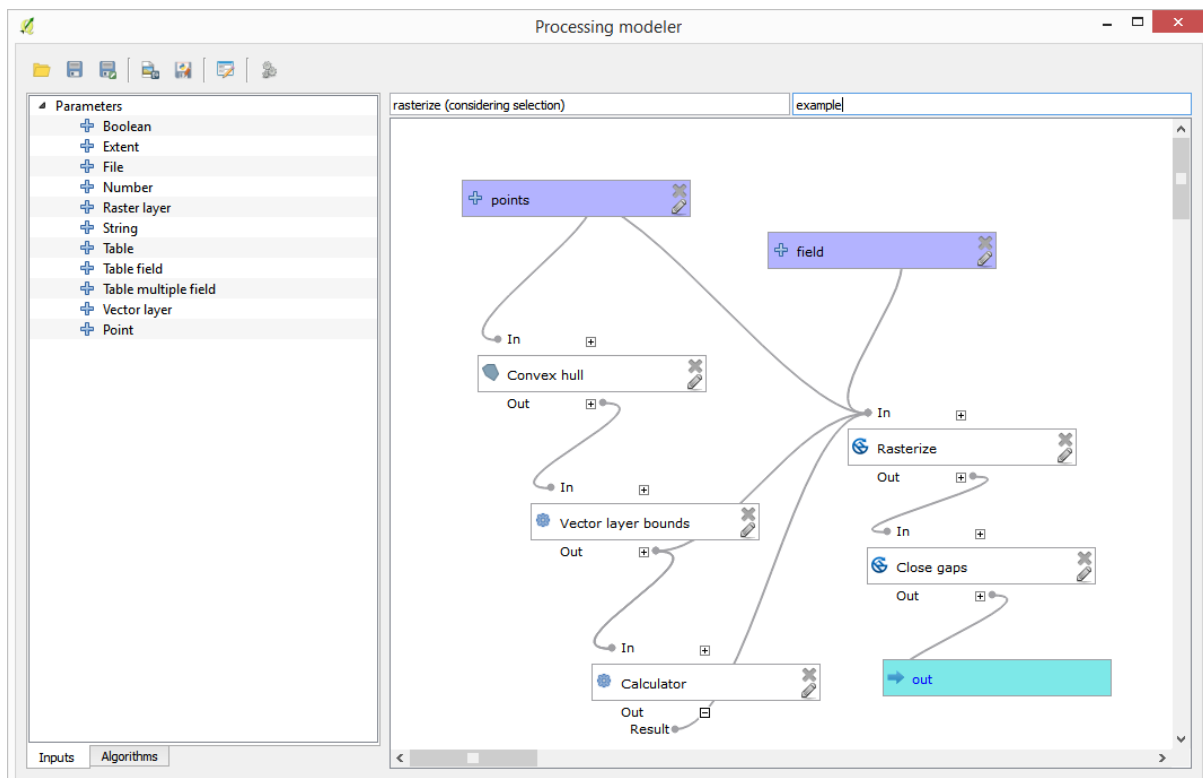 Processing modeler
Parameters
Boolean
Extent
File
Number
Raster layer
String
Table
Table field
Table multiple field
Vector layer
Point
Inputs
Algorithms
rasterize (considering selection)
example
points
field
In
Convex hull
Out
In
Vector layer bounds
Out
In
Calculator
Out
Result
In
Rasterize
Out
In
Close gaps
Out
out